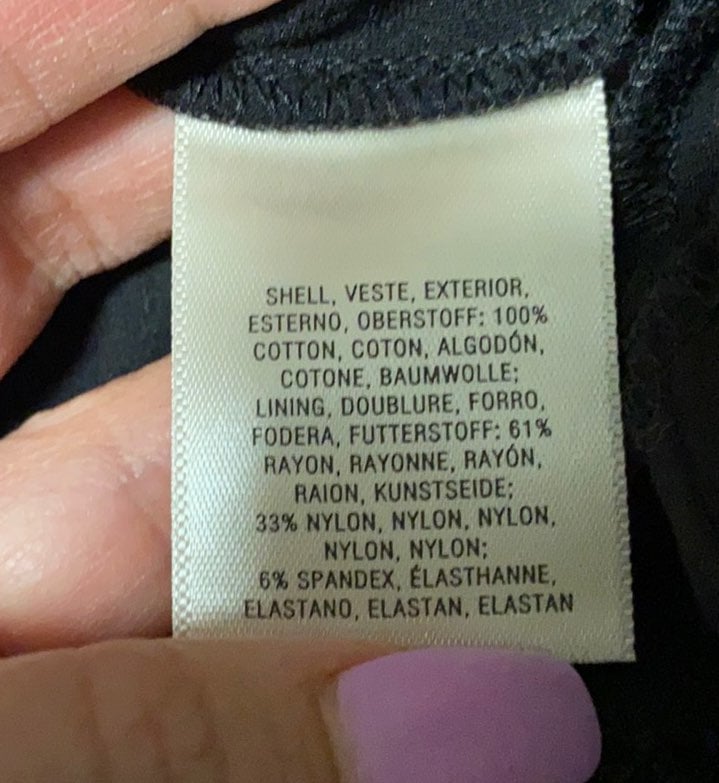 SHELL, VESTE, EXTERIOR,
ESTERNO, OBERSTOFF: 100%
COTTON, COTON, ALGODÓN,
COTONE, BAUMWOLLE;
LINING, DOUBLURE, FORRO,
FODERA, FUTTERSTOFF: 61%
RAYON, RAYONNE, RAYÓN,
RAION, KUNSTSEIDE;
33% NYLON, NYLON, NYLON,
NYLON, NYLON;
6% SPANDEX, ÉLASTHANNE,
ELASTANO, ELASTAN, ELASTAN